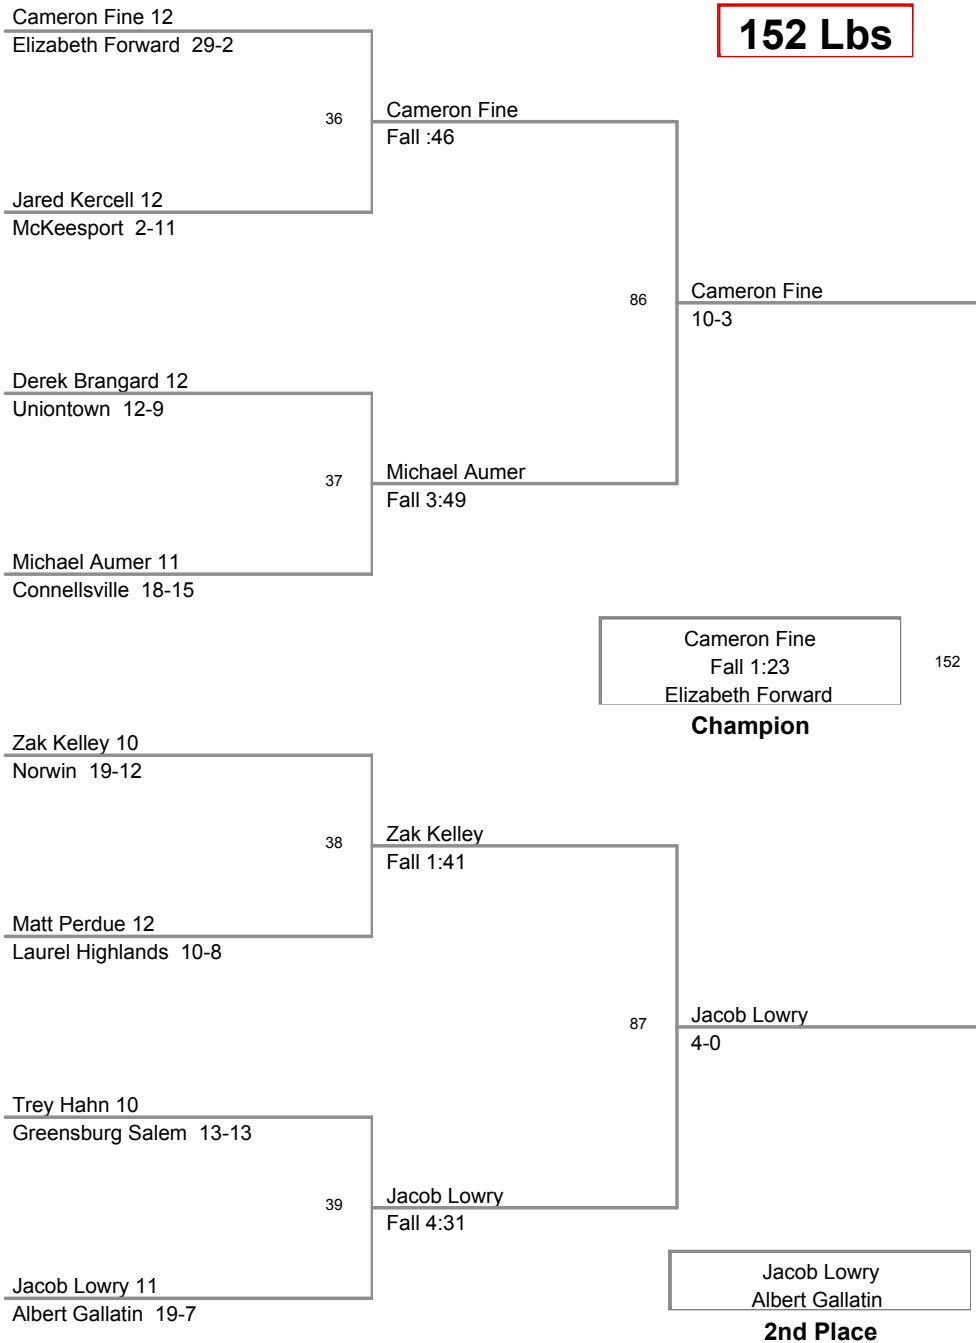 Cameron Fine 12
152 Lbs
Elizabeth Forward 29-2
36
Cameron Fine
Fall :46
Jared Kercell 12
McKeesport 2-11
86
Cameron Fine
10-3
Derek Brangard 12
Uniontown 12-9
37
Michael Aumer
Fall 3:49
Michael Aumer 11
Connellsville 18-15
Cameron Fine
Fall 1:23
Elizabeth Forward
152
Champion
Zak Kelley 10
Norwin 19-12
38
Zak Kelley
Fall 1:41
Matt Perdue 12
Laurel Highlands 10-8
87
Jacob Lowry
4-0
Trey Hahn 10
Greensburg Salem 13-13
39
Jacob Lowry
Fall 4:31
Jacob Lowry 11
Albert Gallatin 19-7
Jacob Lowry
Albert Gallatin
2nd Place